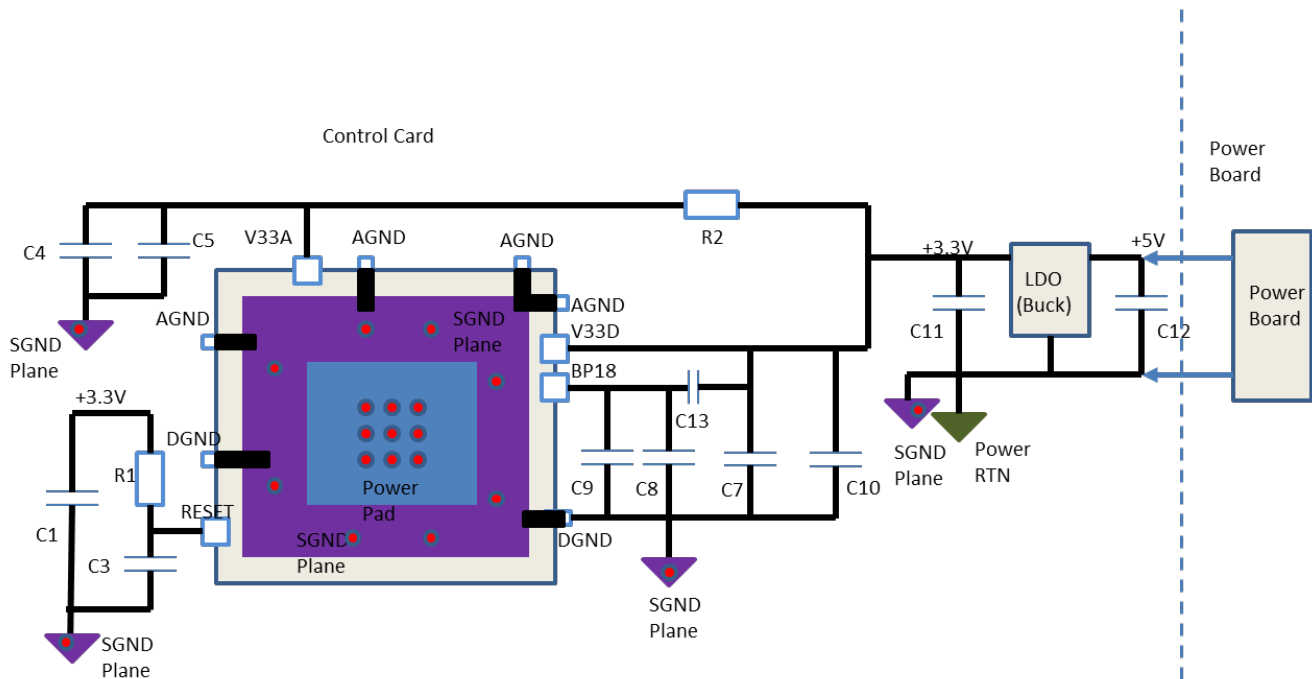 Control Card
Power
Board
C4
C5
V33A
AGND
AGND
R2
+3.3V
+5V
LDO
(Buck)
Power
Board
AGND
SGND
Plane
AGND
V33D
C11
C12
SGND
Plane
BP18
C13
+3.3V
DGND
R1
SGND
Plane
Power
RTN
C9
C8
C7
C10
Power
Pad
C1
RESET
DGND
C3
SGND
Plane
SGND
Plane
SGND
Plane